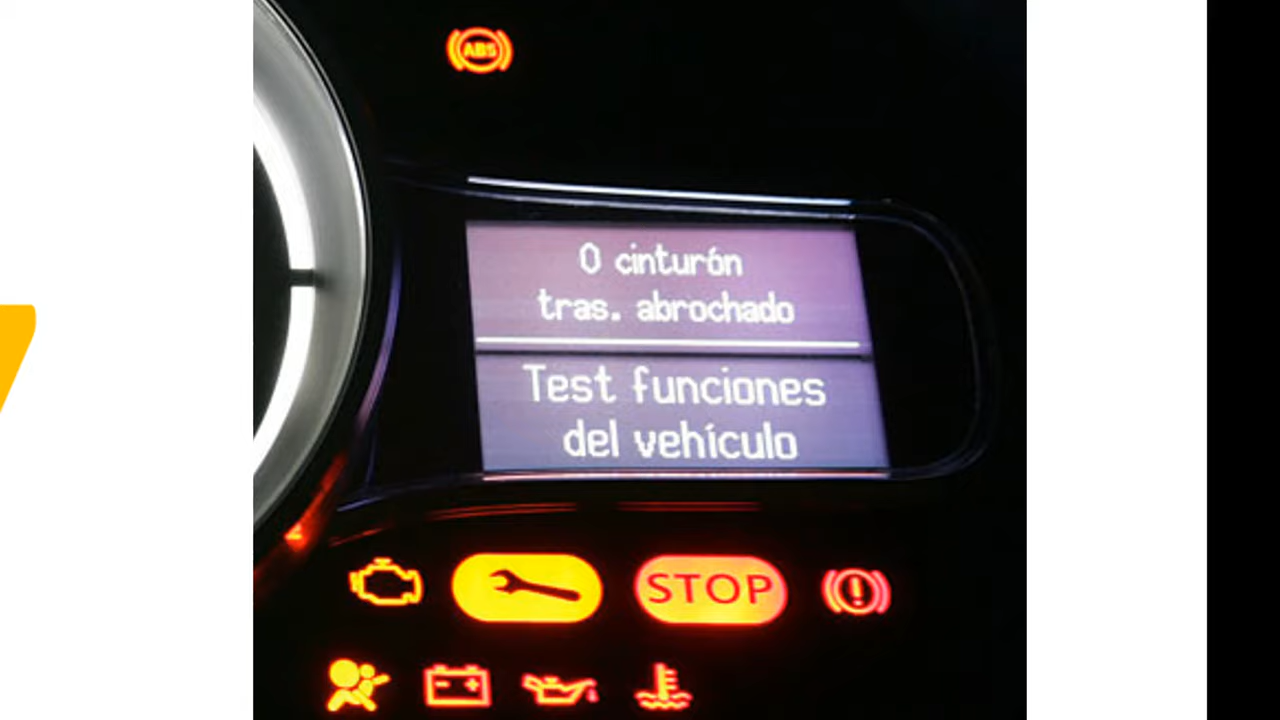 ABS
0 cinturón
tras. abrochado
Test funciones
del vehículo
STOP